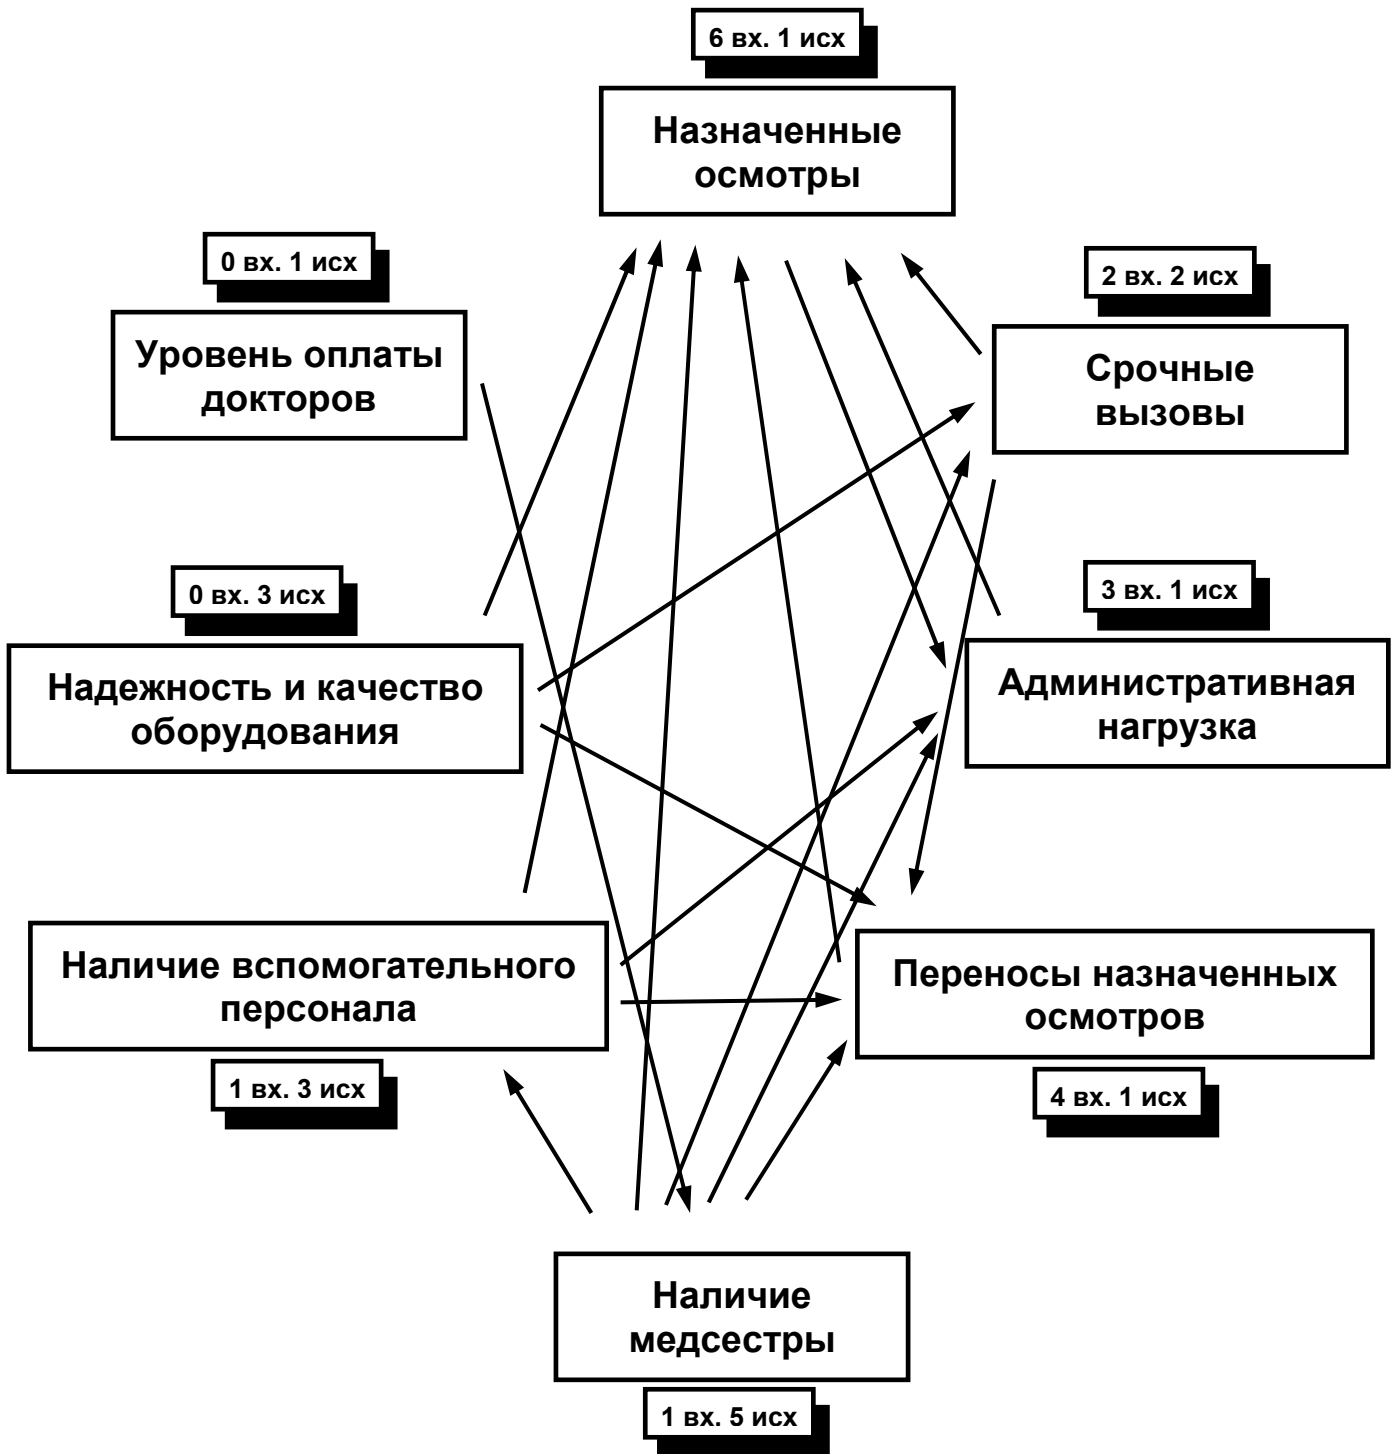 6 вх. 1 исх
Назначенные
осмотры
0 вх. 1 исх
Уровень оплаты
докторов
2 вх. 2 исх
Срочные
вызовы
0 вх. 3 исх
Надежность и качество
оборудования
3 вх. 1 исх
Административная
нагрузка
Наличие вспомогательного
персонала
1 вх. 3 исх
Переносы назначенных
осмотров
4 вх. 1 исх
Наличие
медсестры
1 вх. 5 исх